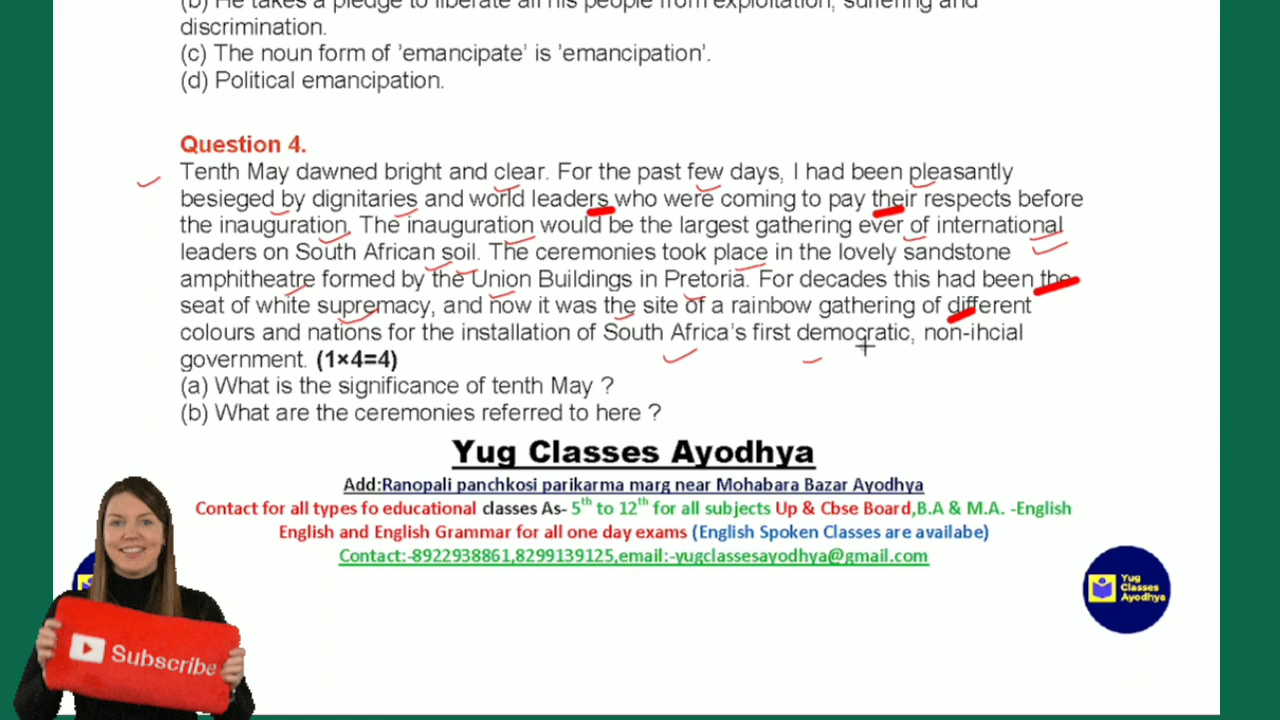 (b) He takes a pledge to liberate all his people from exploitation, suffering and
discrimination.
(c) The noun form of 'emancipate' is 'emancipation'.
(d) Political emancipation.
Question 4.
Tenth May dawned bright and clear. For the past few days, I had been pleasantly
besieged by dignitaries and world leaders who were coming to pay their respects before
the inauguration. The inauguration would be the largest gathering ever of international
leaders on South African soil. The ceremonies took place in the lovely sandstone
amphitheatre formed by the Union Buildings in Pretoria. For decades this had been the
seat of white supremacy, and now it was the site of a rainbow gathering of different
colours and nations for the installation of South Africa's first democratic, non-ihcial
government. (1×4=4)
(a) What is the significance of tenth May ?
(b) What are the ceremonies referred to here ?
Yug Classes Ayodhya
Add:Ranopali panchkosi parikarma marg near Mohabara Bazar Ayodhya
Contact for all types fo educational classes As- 5th to 12th for all subjects Up & Cbse Board,B.A & M.A. -English
English and English Grammar for all one day exams (English Spoken Classes are availabe)
Contact:-8922938861,8299139125,email:-yugclassesayodhya@gmail.com
Yug
Classes
Ayodhya
Subscribe